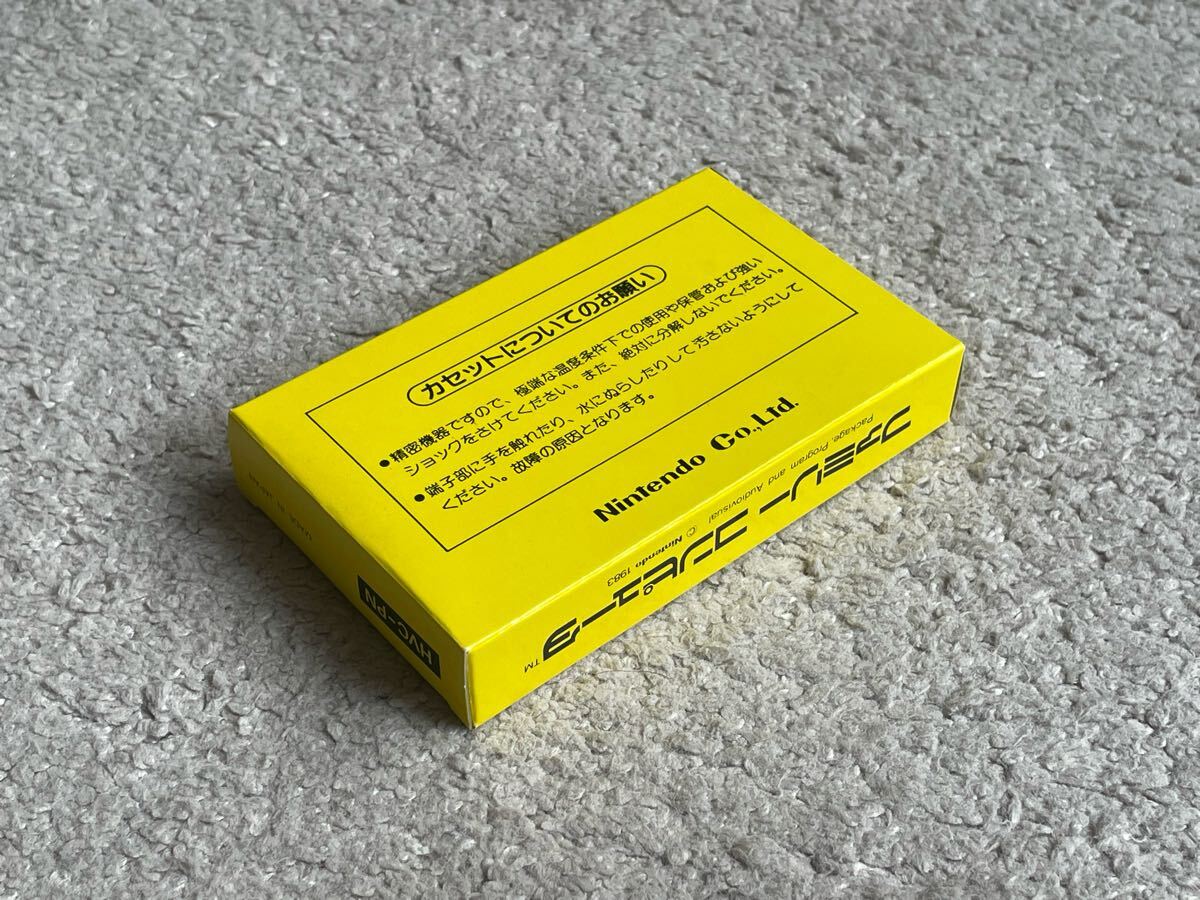 カセットについてのお願い
●精密機器ですので、極端な温度条件下での使用や保管および強い
ショックをさけてください。また、絶対に分解しないでください。
●端子部に手を触れたり、水にぬらしたりして汚さないようにして
ください。故障の原因となります。
Nintendo Co.,Ltd.
Package, Program and Audiovisual © Nintendo 1983
ファミリー コンピュータ™
HVC-PN
MADE IN JAPAN